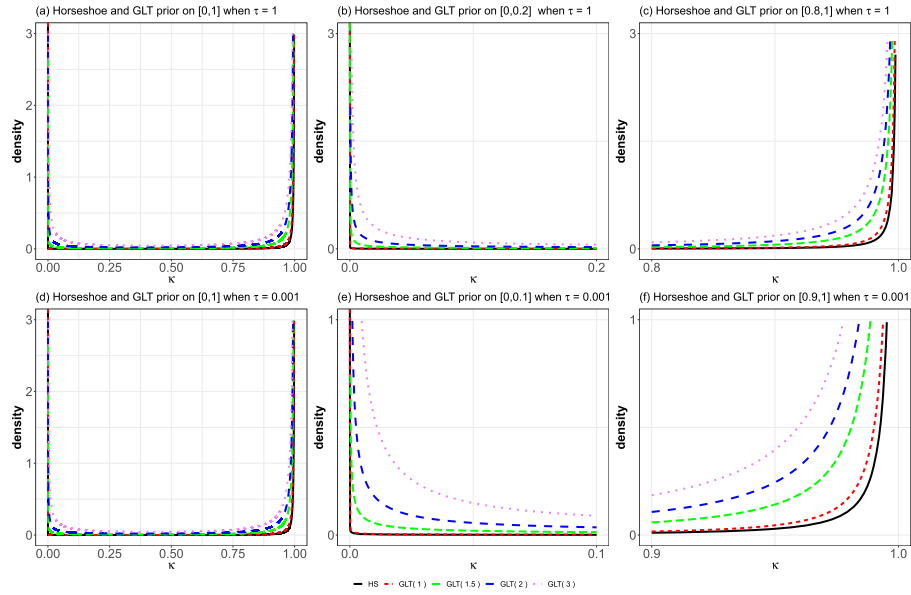 (a) Horseshoe and GLT prior on [0,1] when τ = 1
3
2
1
0
density
0.00 0.25 0.50 0.75 1.00
κ
(b) Horseshoe and GLT prior on [0,0.2] when τ = 1
3
0
density
0.0 0.2
κ
(c) Horseshoe and GLT prior on [0.8,1] when τ = 1
3
0
density
0.8 1.0
κ
(d) Horseshoe and GLT prior on [0,1] when τ = 0.001
3
2
1
0
density
0.00 0.25 0.50 0.75 1.00
κ
(e) Horseshoe and GLT prior on [0,0.1] when τ = 0.001
1
0
density
0.0 0.1
κ
(f) Horseshoe and GLT prior on [0.9,1] when τ = 0.001
1
0
density
0.9 1.0
κ
HS GLT( 1 ) GLT( 1.5 ) GLT( 2 ) GLT( 3 )